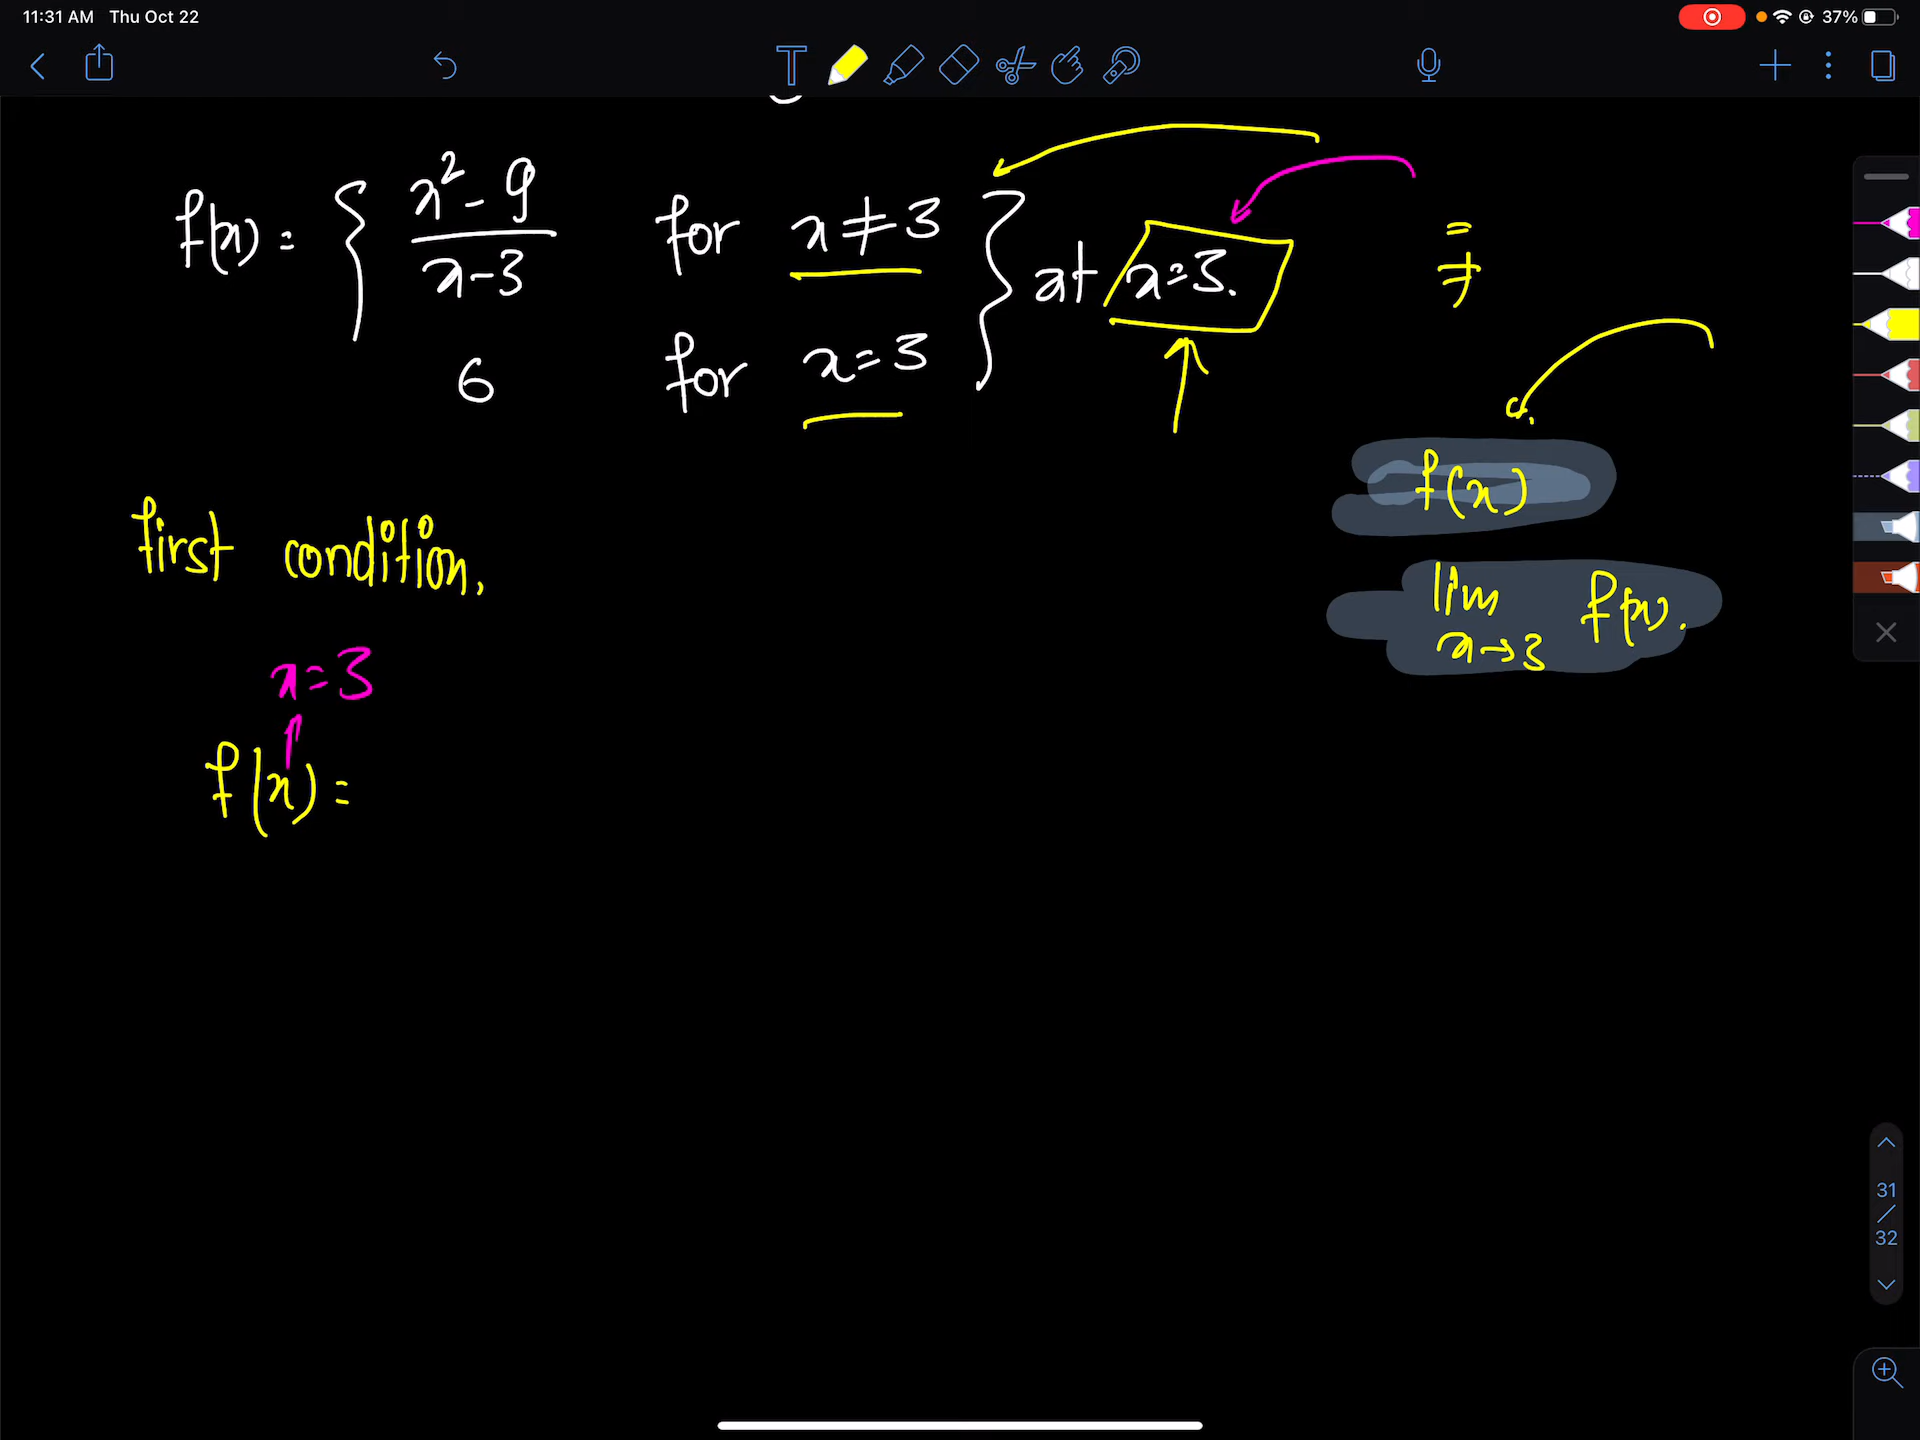 11:31 AM Thu Oct 22
37%
f(x) = { x² - 9 / x - 3 for x ≠ 3 } at x = 3.
6 for x = 3
=
≠
f(x)
lim x→3 f(x).
first condition,
x = 3
f(x) =
31
/
32